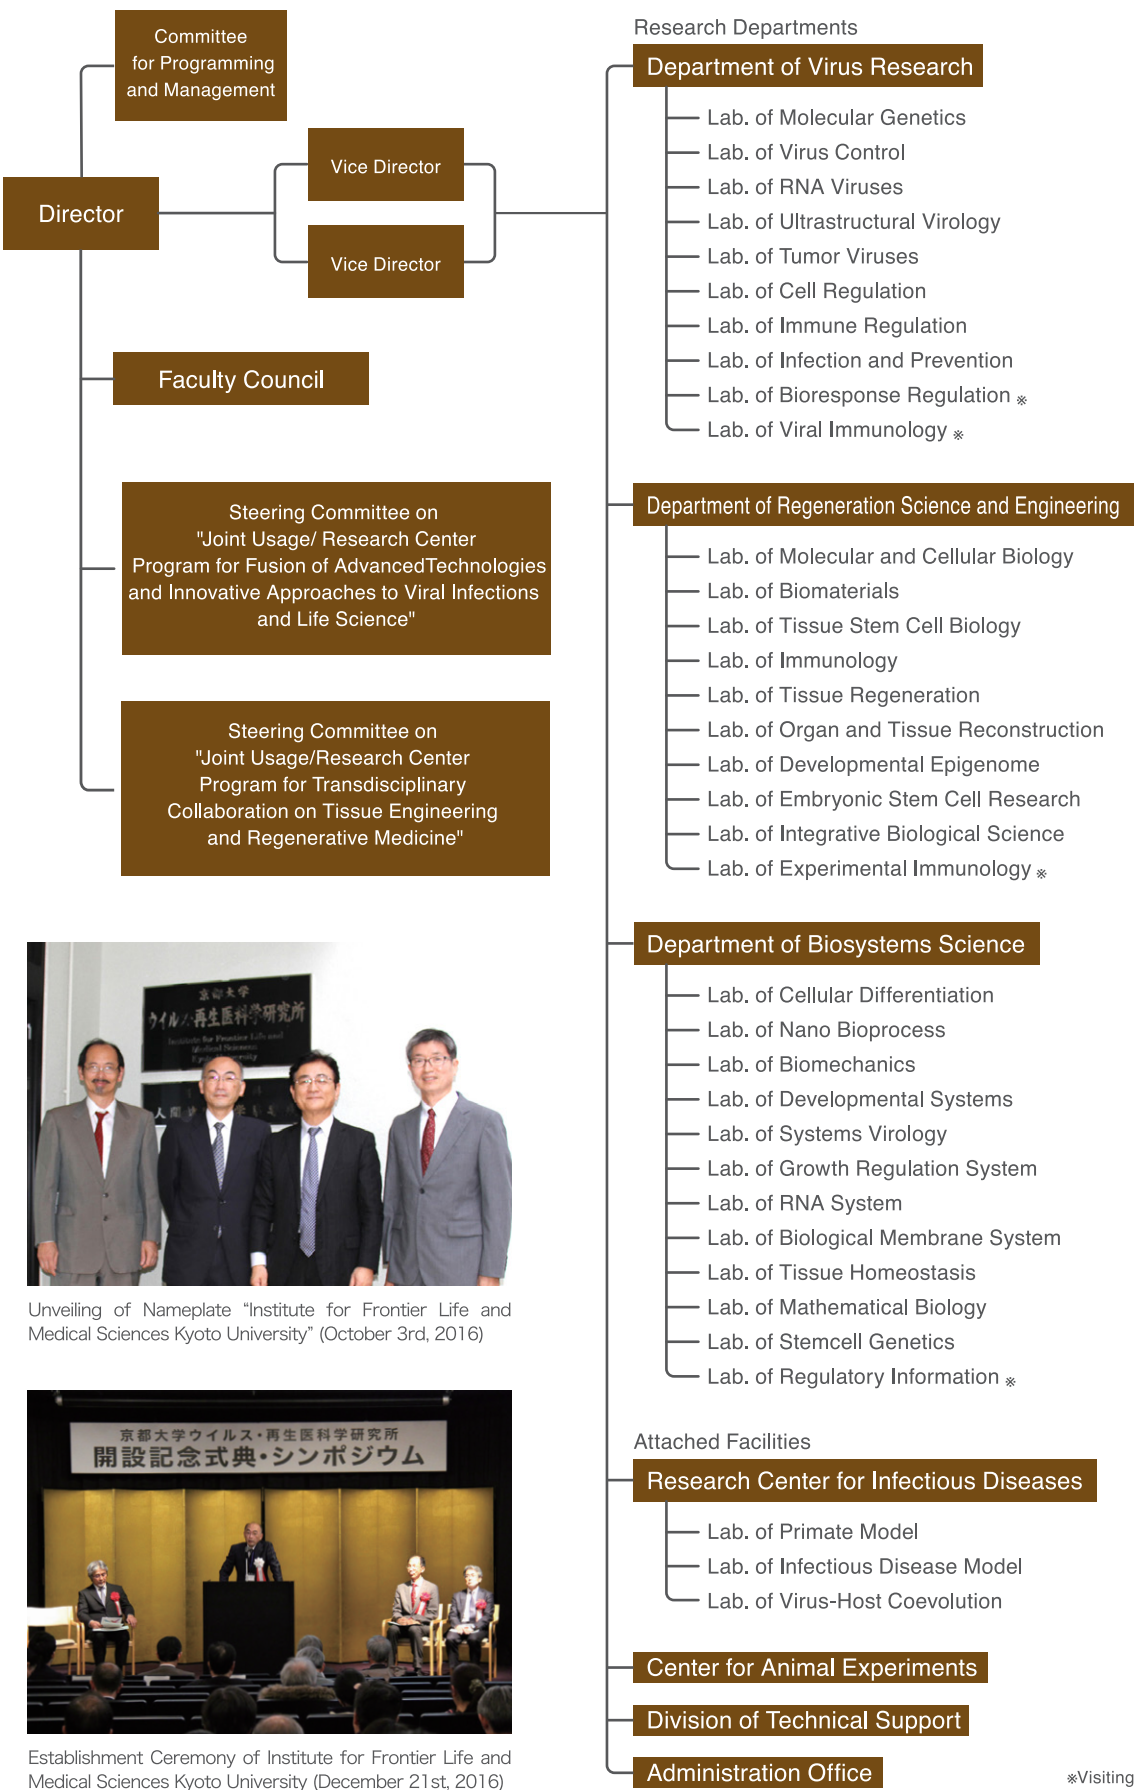 Committee
for Programming
and Management
Director
Vice Director
Vice Director
Faculty Council
Steering Committee on
"Joint Usage/ Research Center
Program for Fusion of AdvancedTechnologies
and Innovative Approaches to Viral Infections
and Life Science"
Steering Committee on
"Joint Usage/Research Center
Program for Transdisciplinary
Collaboration on Tissue Engineering
and Regenerative Medicine"
京都大学
ウイルス・再生医科学研究所
Institute for Frontier Life and
Medical Sciences
Kyoto University
Unveiling of Nameplate “Institute for Frontier Life and
Medical Sciences Kyoto University” (October 3rd, 2016)
京都大学ウイルス・再生医科学研究所
開設記念式典・シンポジウム
Establishment Ceremony of Institute for Frontier Life and
Medical Sciences Kyoto University (December 21st, 2016)
Research Departments
Department of Virus Research
Lab. of Molecular Genetics
Lab. of Virus Control
Lab. of RNA Viruses
Lab. of Ultrastructural Virology
Lab. of Tumor Viruses
Lab. of Cell Regulation
Lab. of Immune Regulation
Lab. of Infection and Prevention
Lab. of Bioresponse Regulation ※
Lab. of Viral Immunology ※
Department of Regeneration Science and Engineering
Lab. of Molecular and Cellular Biology
Lab. of Biomaterials
Lab. of Tissue Stem Cell Biology
Lab. of Immunology
Lab. of Tissue Regeneration
Lab. of Organ and Tissue Reconstruction
Lab. of Developmental Epigenome
Lab. of Embryonic Stem Cell Research
Lab. of Integrative Biological Science
Lab. of Experimental Immunology ※
Department of Biosystems Science
Lab. of Cellular Differentiation
Lab. of Nano Bioprocess
Lab. of Biomechanics
Lab. of Developmental Systems
Lab. of Systems Virology
Lab. of Growth Regulation System
Lab. of RNA System
Lab. of Biological Membrane System
Lab. of Tissue Homeostasis
Lab. of Mathematical Biology
Lab. of Stemcell Genetics
Lab. of Regulatory Information ※
Attached Facilities
Research Center for Infectious Diseases
Lab. of Primate Model
Lab. of Infectious Disease Model
Lab. of Virus-Host Coevolution
Center for Animal Experiments
Division of Technical Support
Administration Office
※Visiting